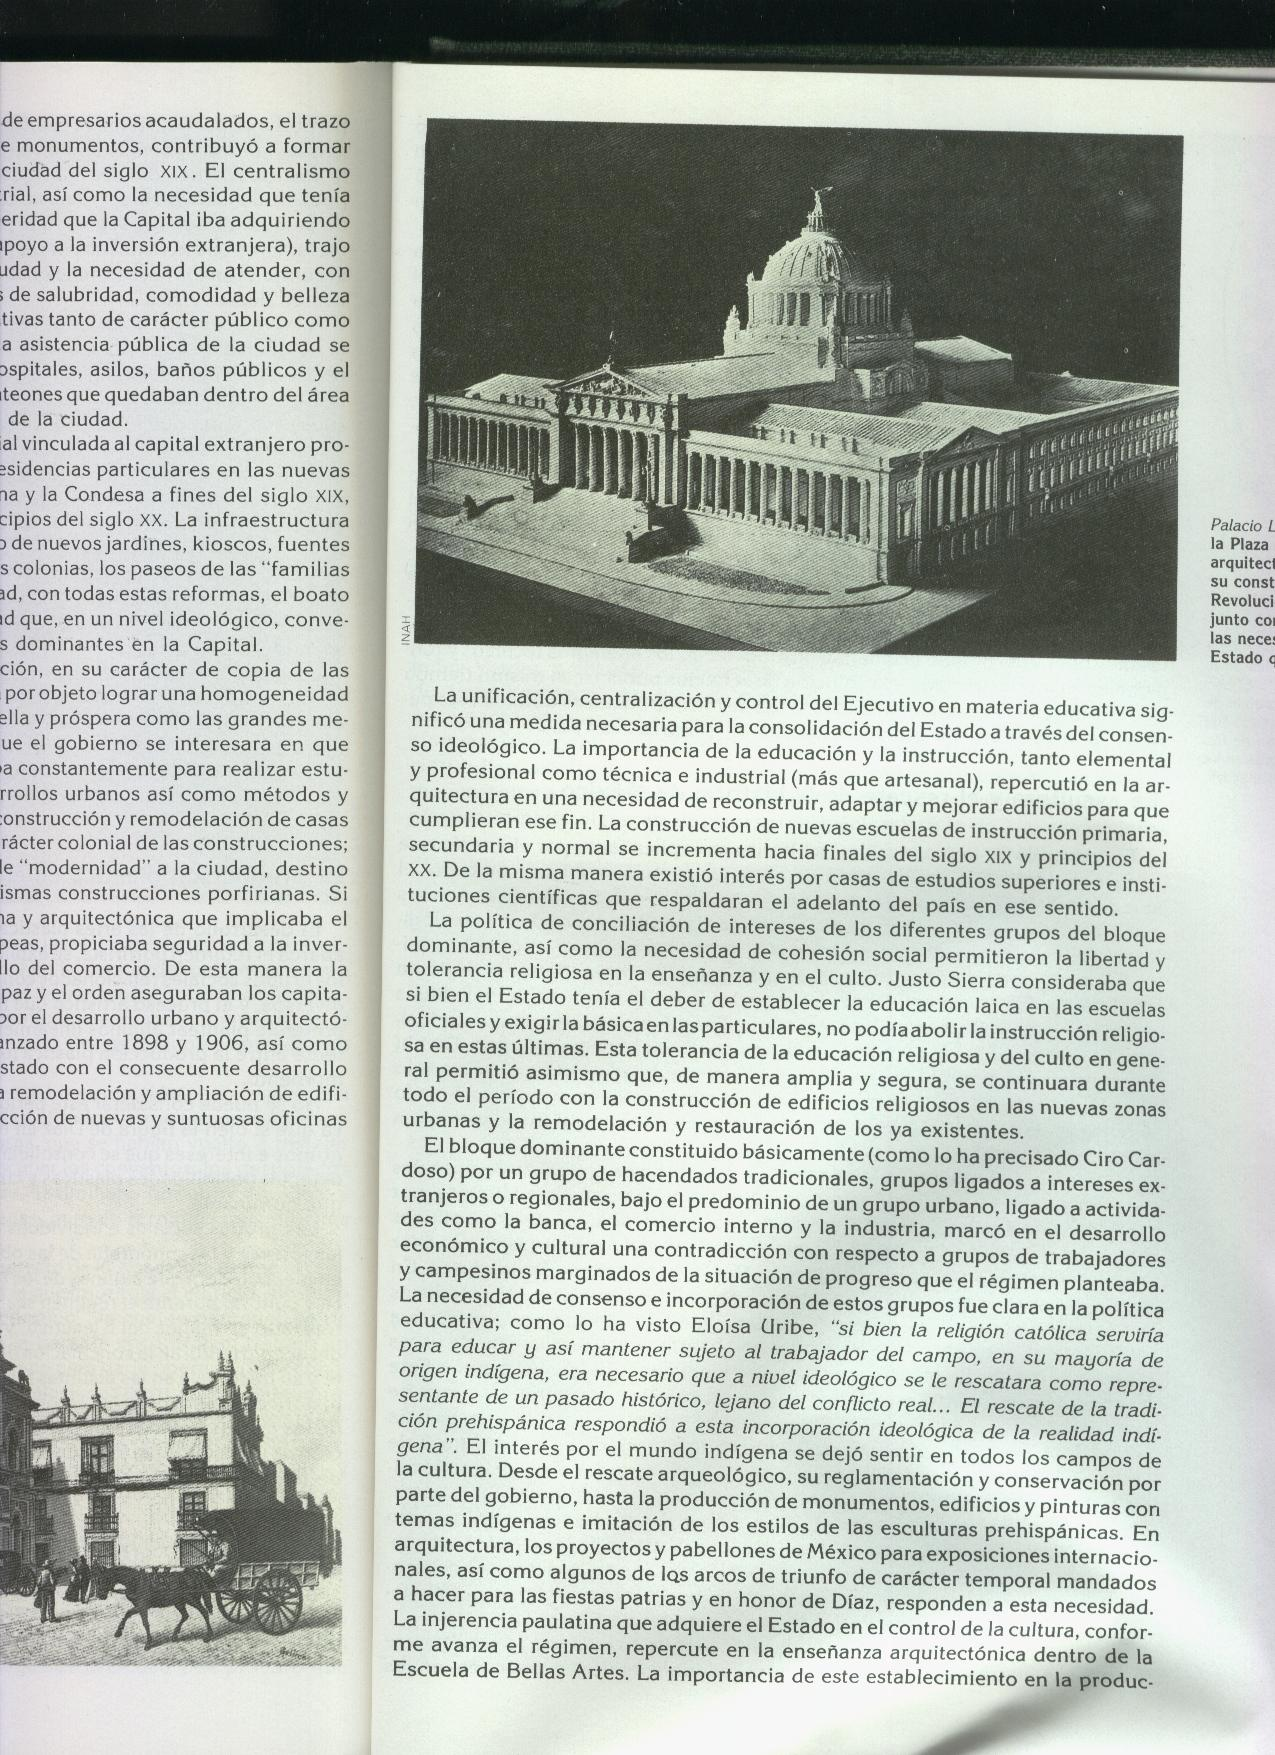 de empresarios acaudalados, el trazo
e monumentos, contribuyó a formar
ciudad del siglo XIX. El centralismo
rial, así como la necesidad que tenía
eridad que la Capital iba adquiriendo
apoyo a la inversión extranjera), trajo
udad y la necesidad de atender, con
s de salubridad, comodidad y belleza
tivas tanto de carácter público como
a asistencia pública de la ciudad se
ospitales, asilos, baños públicos y el
teones que quedaban dentro del área
de la ciudad.
ial vinculada al capital extranjero pro-
esidencias particulares en las nuevas
na y la Condesa a fines del siglo XIX,
cipios del siglo XX. La infraestructura
o de nuevos jardines, kioscos, fuentes
s colonias, los paseos de las "familias
ad, con todas estas reformas, el boato
ad que, en un nivel ideológico, conve-
s dominantes en la Capital.
ción, en su carácter de copia de las
por objeto lograr una homogeneidad
ella y próspera como las grandes me-
ue el gobierno se interesara en que
ba constantemente para realizar estu-
rrollos urbanos así como métodos y
construcción y remodelación de casas
rácter colonial de las construcciones;
le "modernidad" a la ciudad, destino
ismas construcciones porfirianas. Si
na y arquitectónica que implicaba el
peas, propiciaba seguridad a la inver-
llo del comercio. De esta manera la
paz y el orden aseguraban los capita-
por el desarrollo urbano y arquitectó-
anzado entre 1898 y 1906, así como
stado con el consecuente desarrollo
a remodelación y ampliación de edifi-
cción de nuevas y suntuosas oficinas
INAH
Palacio L
la Plaza
arquitect
su const
Revoluci
junto con
las neces
Estado q
La unificación, centralización y control del Ejecutivo en materia educativa sig-
nificó una medida necesaria para la consolidación del Estado a través del consen-
so ideológico. La importancia de la educación y la instrucción, tanto elemental
y profesional como técnica e industrial (más que artesanal), repercutió en la ar-
quitectura en una necesidad de reconstruir, adaptar y mejorar edificios para que
cumplieran ese fin. La construcción de nuevas escuelas de instrucción primaria,
secundaria y normal se incrementa hacia finales del siglo XIX y principios del
XX. De la misma manera existió interés por casas de estudios superiores e insti-
tuciones científicas que respaldaran el adelanto del país en ese sentido.
La política de conciliación de intereses de los diferentes grupos del bloque
dominante, así como la necesidad de cohesión social permitieron la libertad y
tolerancia religiosa en la enseñanza y en el culto. Justo Sierra consideraba que
si bien el Estado tenía el deber de establecer la educación laica en las escuelas
oficiales y exigir la básica en las particulares, no podía abolir la instrucción religio-
sa en estas últimas. Esta tolerancia de la educación religiosa y del culto en gene-
ral permitió asimismo que, de manera amplia y segura, se continuara durante
todo el período con la construcción de edificios religiosos en las nuevas zonas
urbanas y la remodelación y restauración de los ya existentes.
El bloque dominante constituido básicamente (como lo ha precisado Ciro Car-
doso) por un grupo de hacendados tradicionales, grupos ligados a intereses ex-
tranjeros o regionales, bajo el predominio de un grupo urbano, ligado a activida-
des como la banca, el comercio interno y la industria, marcó en el desarrollo
económico y cultural una contradicción con respecto a grupos de trabajadores
y campesinos marginados de la situación de progreso que el régimen planteaba.
La necesidad de consenso e incorporación de estos grupos fue clara en la política
educativa; como lo ha visto Eloísa Uribe, "si bien la religión católica serviría
para educar y así mantener sujeto al trabajador del campo, en su mayoría de
origen indígena, era necesario que a nivel ideológico se le rescatara como repre-
sentante de un pasado histórico, lejano del conflicto real... El rescate de la tradi-
ción prehispánica respondió a esta incorporación ideológica de la realidad indí-
gena". El interés por el mundo indígena se dejó sentir en todos los campos de
la cultura. Desde el rescate arqueológico, su reglamentación y conservación por
parte del gobierno, hasta la producción de monumentos, edificios y pinturas con
temas indígenas e imitación de los estilos de las esculturas prehispánicas. En
arquitectura, los proyectos y pabellones de México para exposiciones internacio-
nales, así como algunos de los arcos de triunfo de carácter temporal mandados
a hacer para las fiestas patrias y en honor de Díaz, responden a esta necesidad.
La injerencia paulatina que adquiere el Estado en el control de la cultura, confor-
me avanza el régimen, repercute en la enseñanza arquitectónica dentro de la
Escuela de Bellas Artes. La importancia de este establecimiento en la produc-